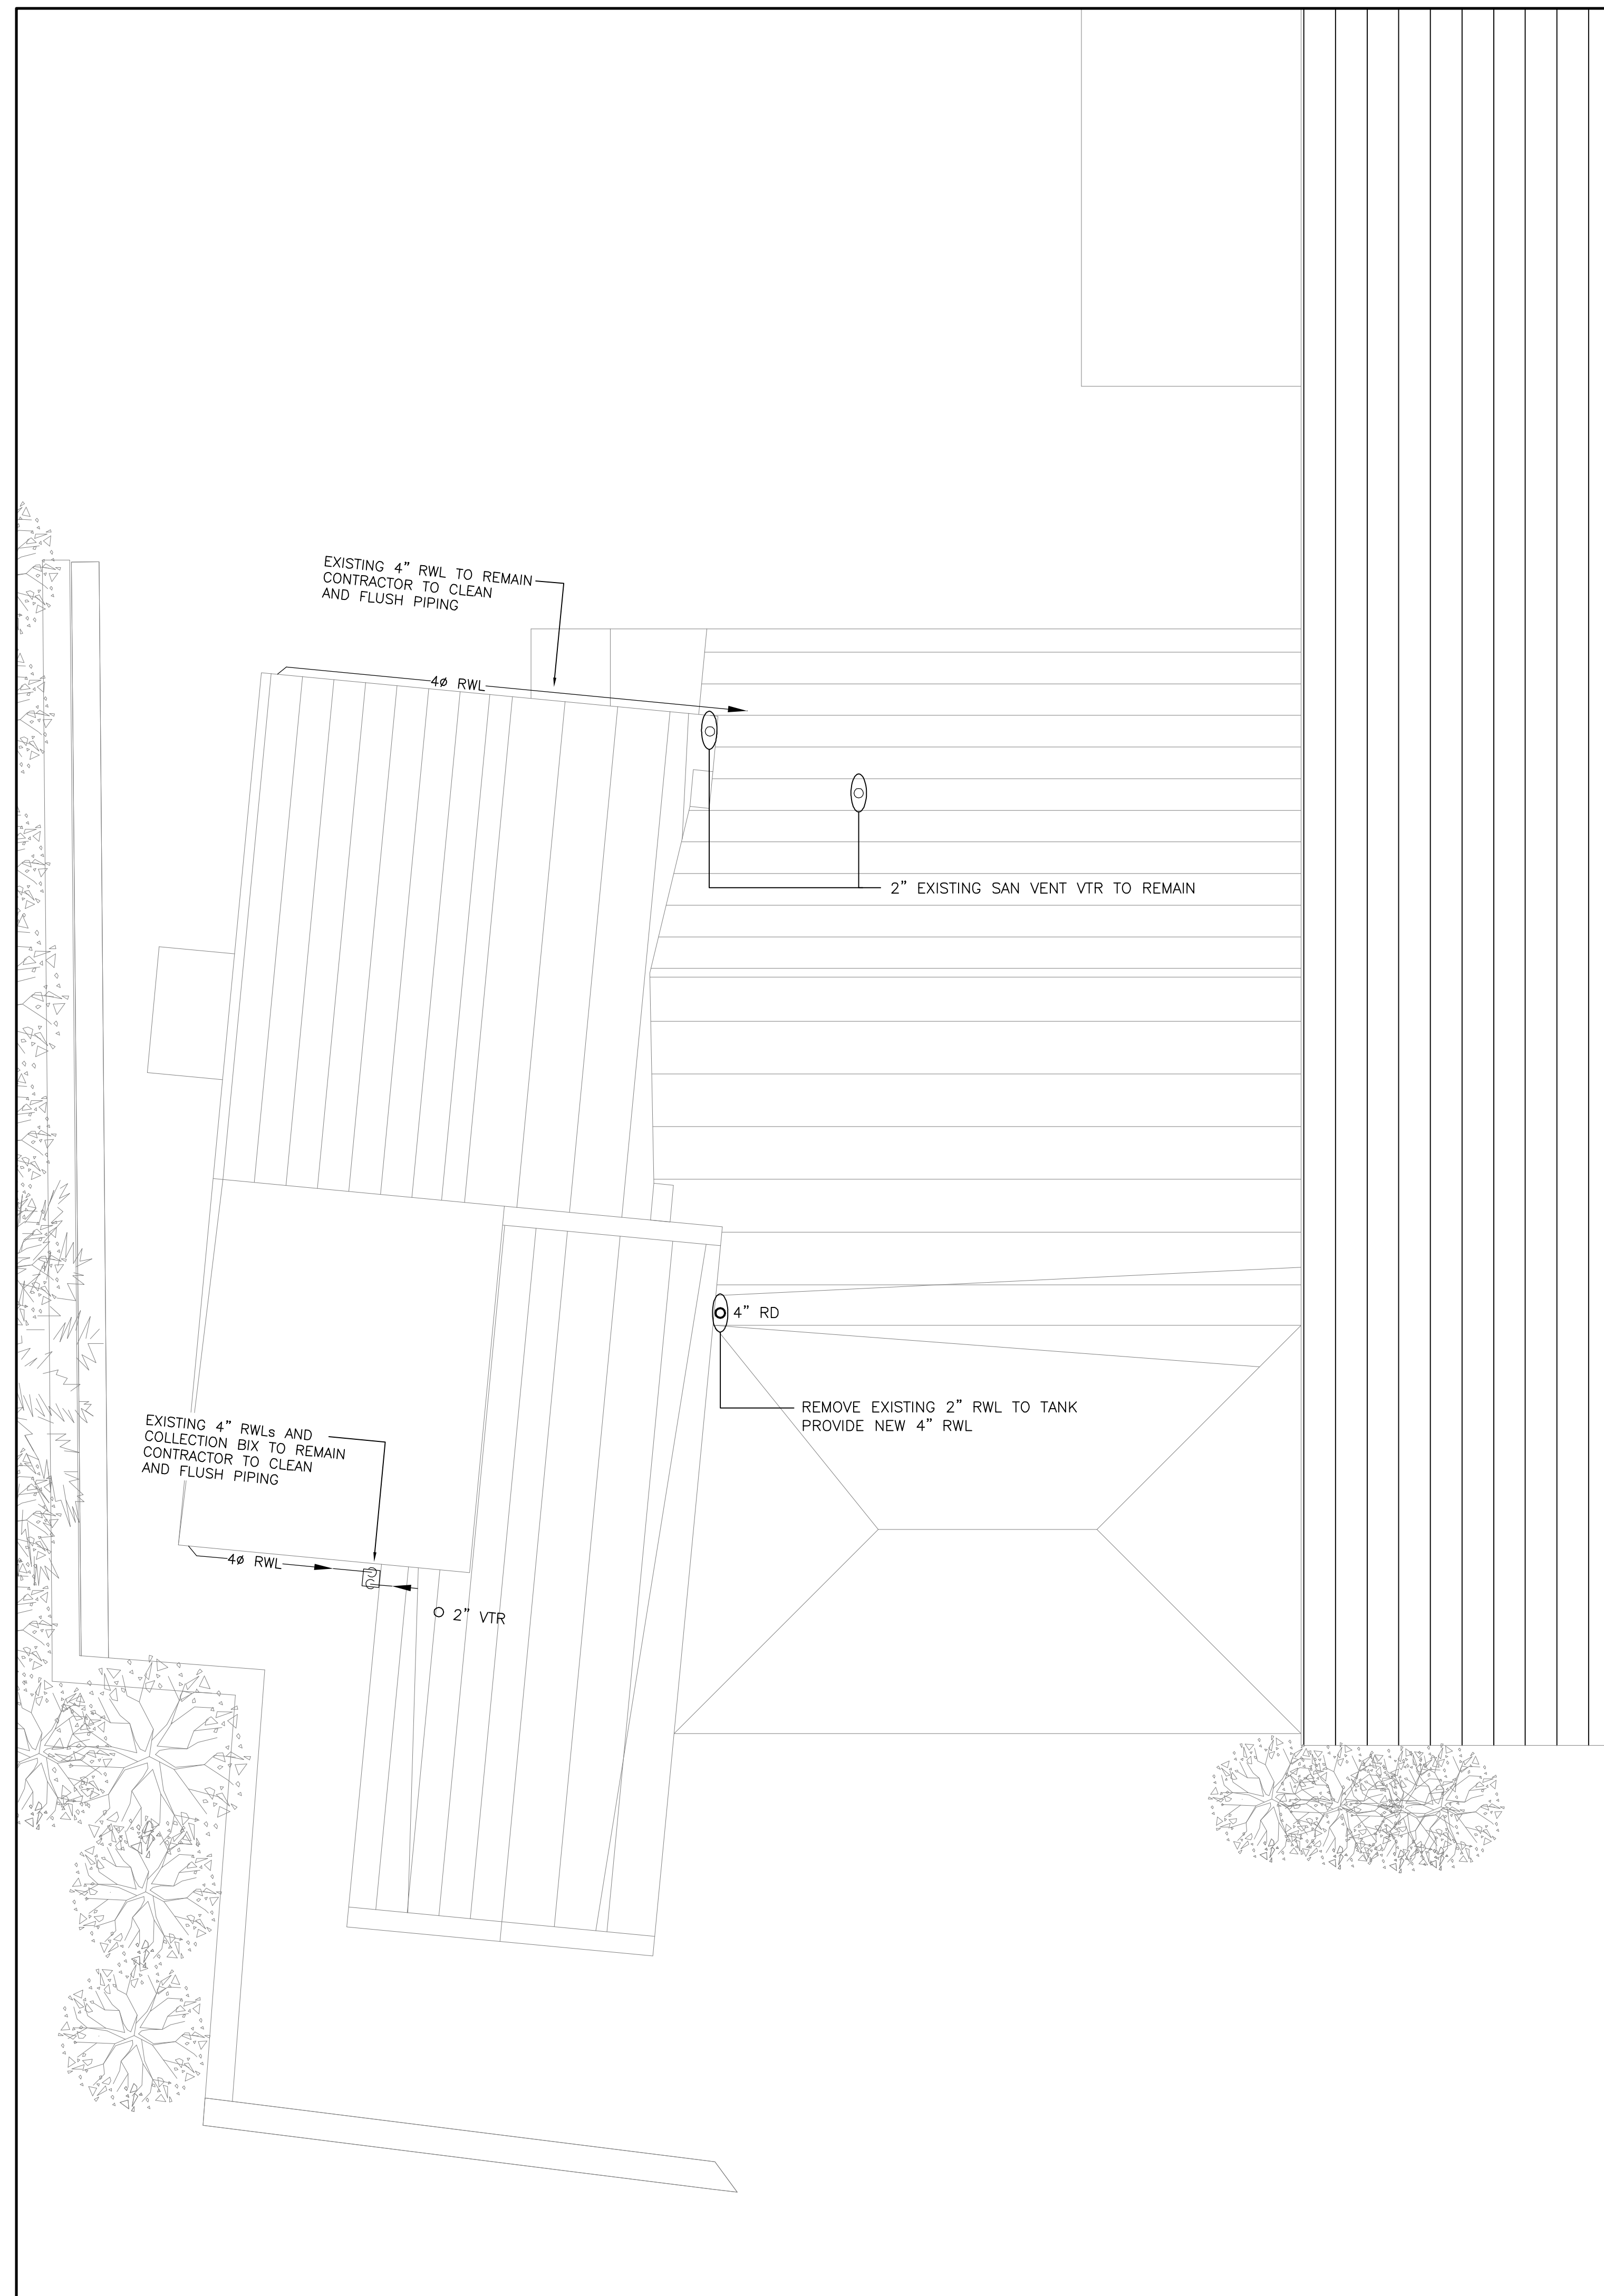 EXISTING 4” RWL TO REMAIN
CONTRACTOR TO CLEAN
AND FLUSH PIPING
4ø RWL
2” EXISTING SAN VENT VTR TO REMAIN
4” RD
REMOVE EXISTING 2” RWL TO TANK
PROVIDE NEW 4” RWL
EXISTING 4” RWLs AND
COLLECTION BIX TO REMAIN
CONTRACTOR TO CLEAN
AND FLUSH PIPING
4ø RWL
2” VTR